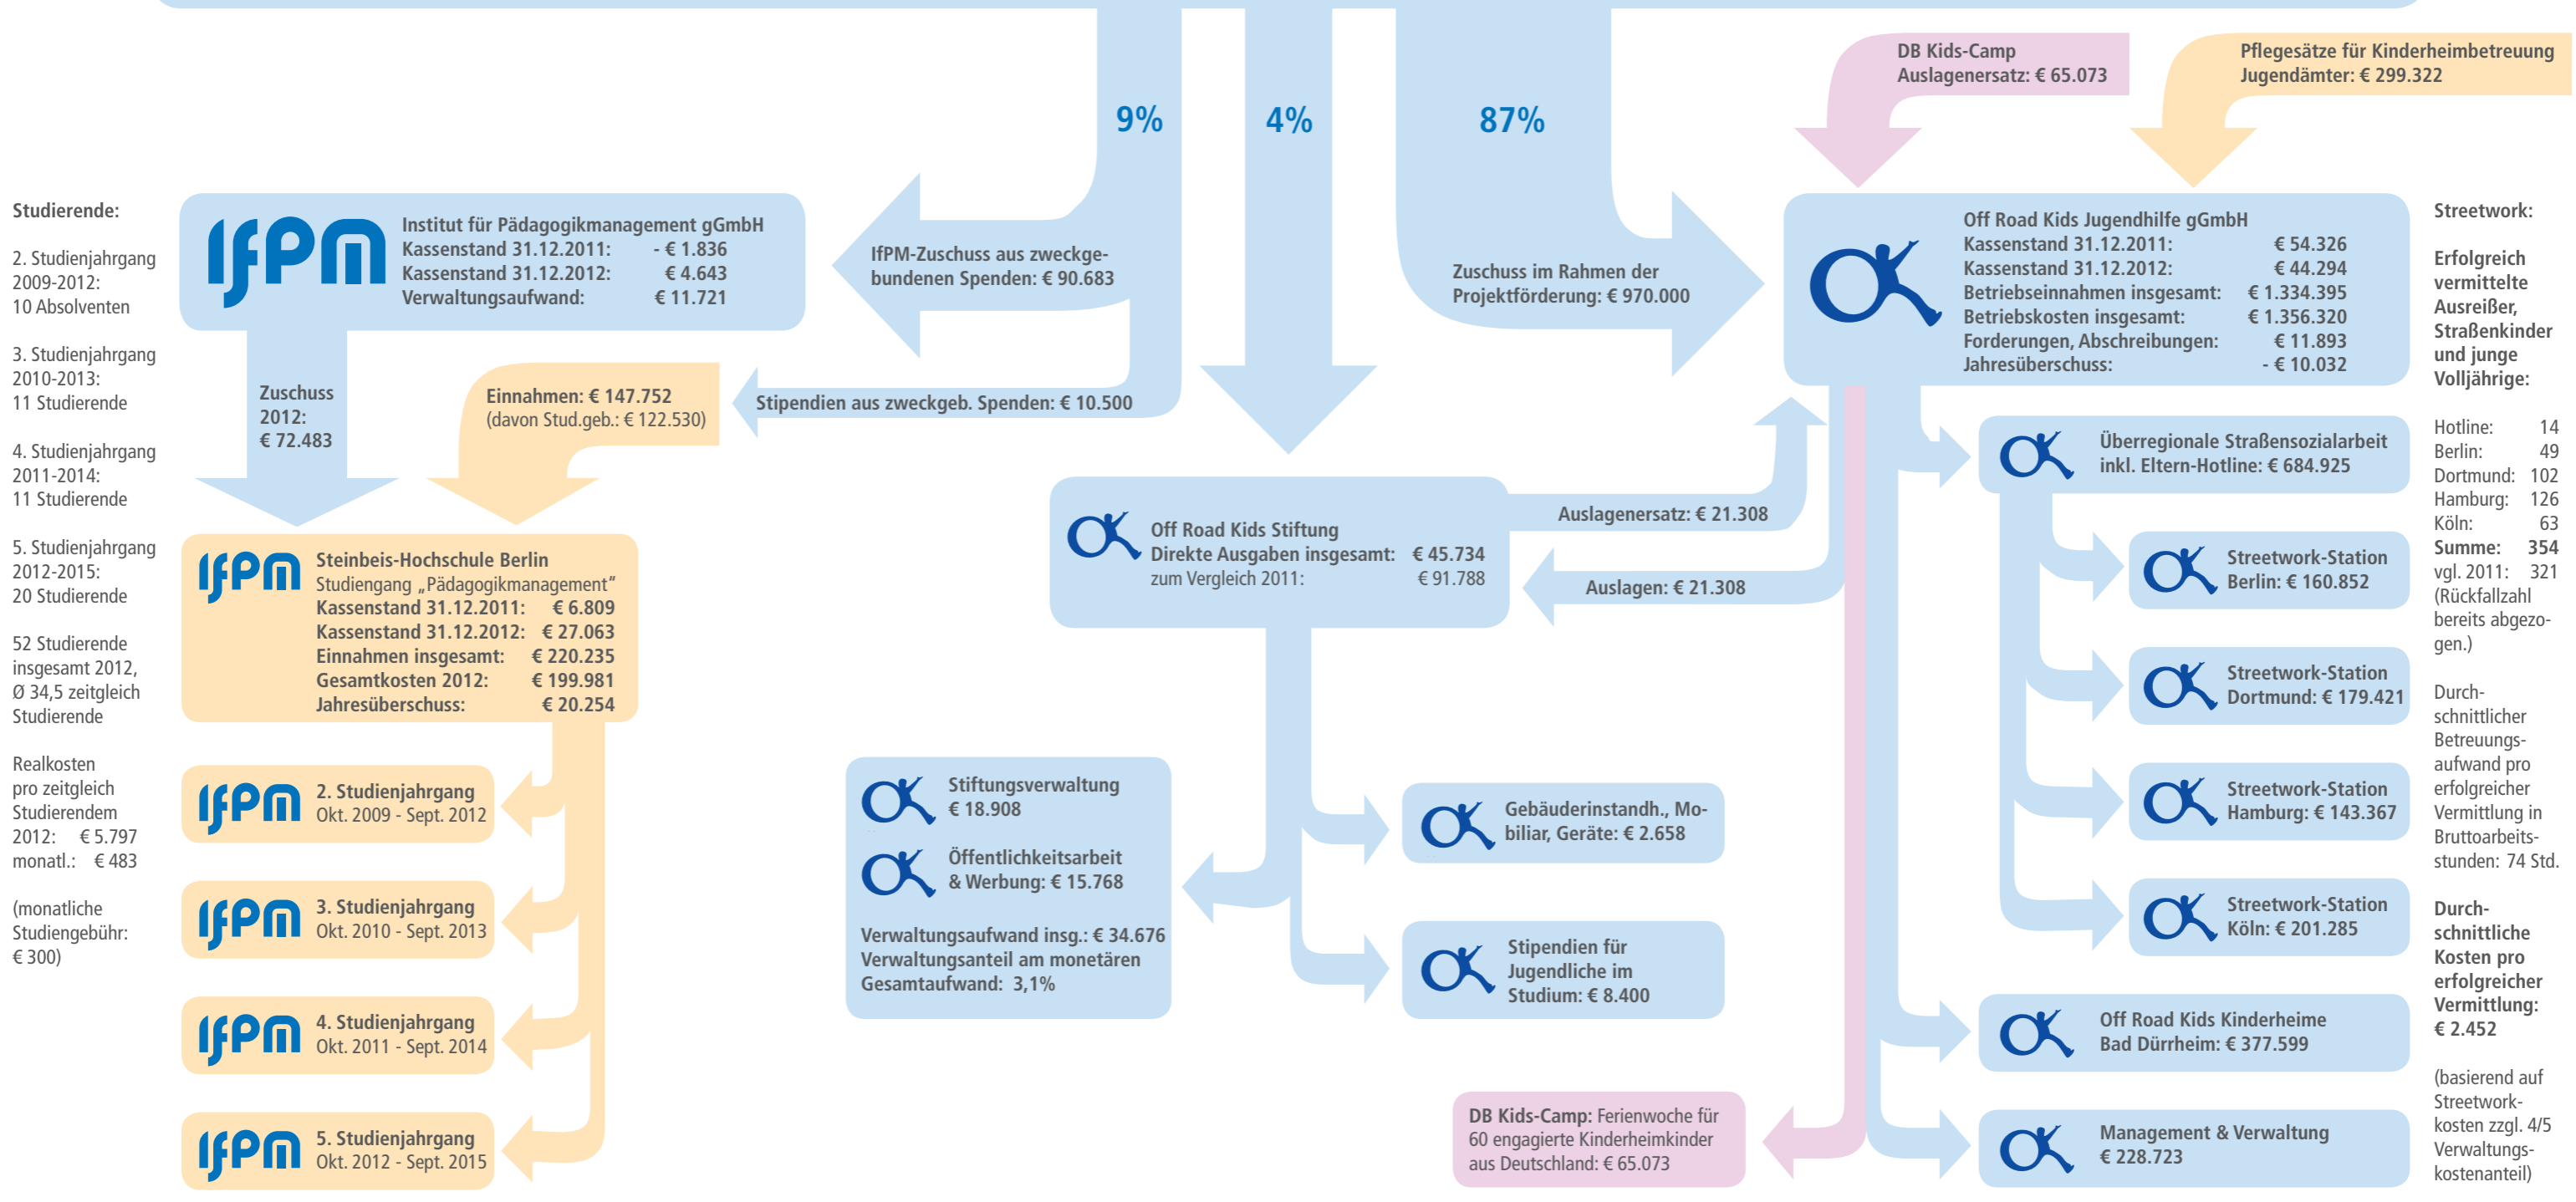 DB Kids-Camp
Auslagenersatz: € 65.073
Pflegesätze für Kinderheimbetreuung
Jugendämter: € 299.322
9%
4%
87%
Studierende:
2. Studienjahrgang
2009-2012:
10 Absolventen
3. Studienjahrgang
2010-2013:
11 Studierende
4. Studienjahrgang
2011-2014:
11 Studierende
5. Studienjahrgang
2012-2015:
20 Studierende
52 Studierende
insgesamt 2012,
Ø 34,5 zeitgleich
Studierende
Realkosten
pro zeitgleich
Studierendem
2012: € 5.797
monatl.: € 483
(monatliche
Studiengebühr:
€ 300)
IfPM
Institut für Pädagogikmanagement gGmbH
Kassenstand 31.12.2011: - € 1.836
Kassenstand 31.12.2012: € 4.643
Verwaltungsaufwand: € 11.721
IfPM-Zuschuss aus zweckge-
bundenen Spenden: € 90.683
Zuschuss
2012:
€ 72.483
Einnahmen: € 147.752
(davon Stud.geb.: € 122.530)
Stipendien aus zweckgeb. Spenden: € 10.500
IfPM
Steinbeis-Hochschule Berlin
Studiengang „Pädagogikmanagement“
Kassenstand 31.12.2011: € 6.809
Kassenstand 31.12.2012: € 27.063
Einnahmen insgesamt: € 220.235
Gesamtkosten 2012: € 199.981
Jahresüberschuss: € 20.254
IfPM
2. Studienjahrgang
Okt. 2009 - Sept. 2012
IfPM
3. Studienjahrgang
Okt. 2010 - Sept. 2013
IfPM
4. Studienjahrgang
Okt. 2011 - Sept. 2014
IfPM
5. Studienjahrgang
Okt. 2012 - Sept. 2015
Zuschuss im Rahmen der
Projektförderung: € 970.000
Off Road Kids Stiftung
Direkte Ausgaben insgesamt: € 45.734
zum Vergleich 2011: € 91.788
Auslagenersatz: € 21.308
Auslagen: € 21.308
Stiftungsverwaltung
€ 18.908
Öffentlichkeitsarbeit
& Werbung: € 15.768
Verwaltungsaufwand insg.: € 34.676
Verwaltungsanteil am monetären
Gesamtaufwand: 3,1%
Gebäuderinstandh., Mo-
biliar, Geräte: € 2.658
Stipendien für
Jugendliche im
Studium: € 8.400
DB Kids-Camp: Ferienwoche für
60 engagierte Kinderheimkinder
aus Deutschland: € 65.073
Off Road Kids Jugendhilfe gGmbH
Kassenstand 31.12.2011: € 54.326
Kassenstand 31.12.2012: € 44.294
Betriebseinnahmen insgesamt: € 1.334.395
Betriebskosten insgesamt: € 1.356.320
Forderungen, Abschreibungen: € 11.893
Jahresüberschuss: - € 10.032
Überregionale Straßensozialarbeit
inkl. Eltern-Hotline: € 684.925
Streetwork-Station
Berlin: € 160.852
Streetwork-Station
Dortmund: € 179.421
Streetwork-Station
Hamburg: € 143.367
Streetwork-Station
Köln: € 201.285
Off Road Kids Kinderheime
Bad Dürrheim: € 377.599
Management & Verwaltung
€ 228.723
Streetwork:
Erfolgreich
vermittelte
Ausreißer,
Straßenkinder
und junge
Volljährige:
Hotline: 14
Berlin: 49
Dortmund: 102
Hamburg: 126
Köln: 63
Summe: 354
vgl. 2011: 321
(Rückfallzahl
bereits abgezo-
gen.)
Durch-
schnittlicher
Betreuungs-
aufwand pro
erfolgreicher
Vermittlung in
Bruttoarbeits-
stunden: 74 Std.
Durch-
schnittliche
Kosten pro
erfolgreicher
Vermittlung:
€ 2.452
(basierend auf
Streetwork-
kosten zzgl. 4/5
Verwaltungs-
kostenanteil)